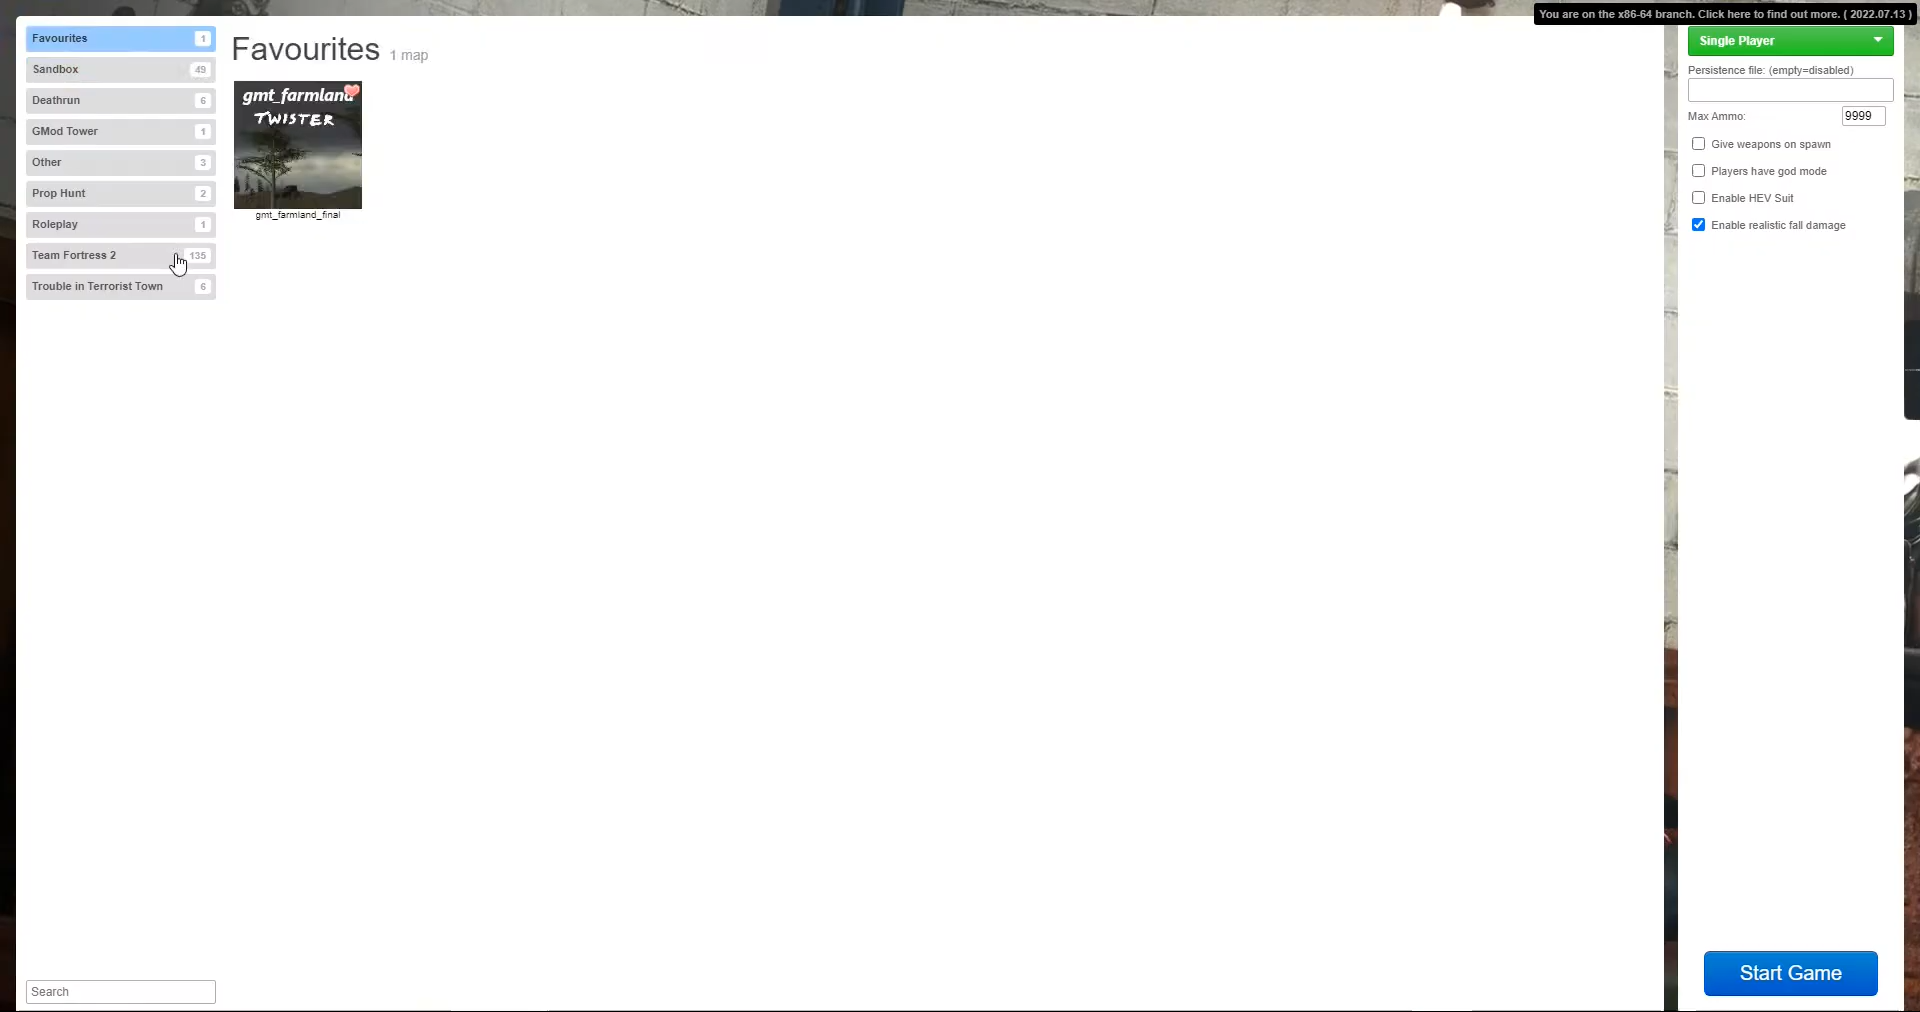 You are on the x86-64 branch. Click here to find out more. ( 2022.07.13 )
Favourites 1
Sandbox 49
Deathrun 6
GMod Tower 1
Other 3
Prop Hunt 2
Roleplay 1
Team Fortress 2 135
Trouble in Terrorist Town 6
Search
Favourites 1 map
gmt_farmland
TWISTER
gmt_farmland_final
Single Player
Persistence file: (empty=disabled)
Max Ammo: 9999
Give weapons on spawn
Players have god mode
Enable HEV Suit
Enable realistic fall damage
Start Game